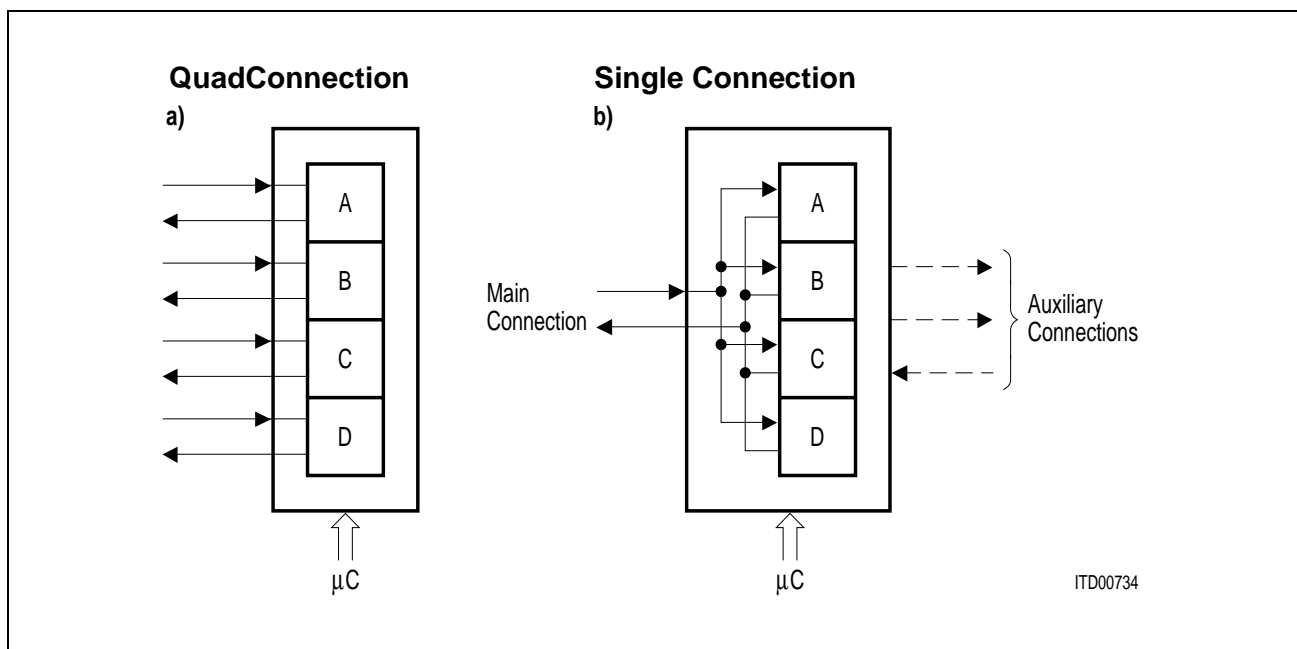 QuadConnection
a)
A
B
C
D
µC
Single Connection
b)
Main
Connection
A
B
C
D
Auxiliary
Connections
µC
ITD00734